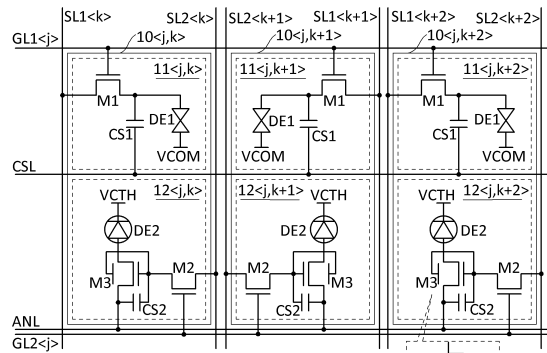 SL1<k> SL2<k> SL2<k+1> SL1<k+1> SL1<k+2> SL2<k+2>
GL1<j> 10<j,k> 10<j,k+1> 10<j,k+2>
11<j,k> 11<j,k+1> 11<j,k+2>
M1 DE1 DE1 M1 M1 DE1
CS1 CS1 CS1
VCOM VCOM VCOM
CSL
12<j,k> 12<j,k+1> 12<j,k+2>
VCTH VCTH VCTH
DE2 DE2 DE2
M3 M2 M2 M3 M3 M2
CS2 CS2 CS2
ANL
GL2<j>